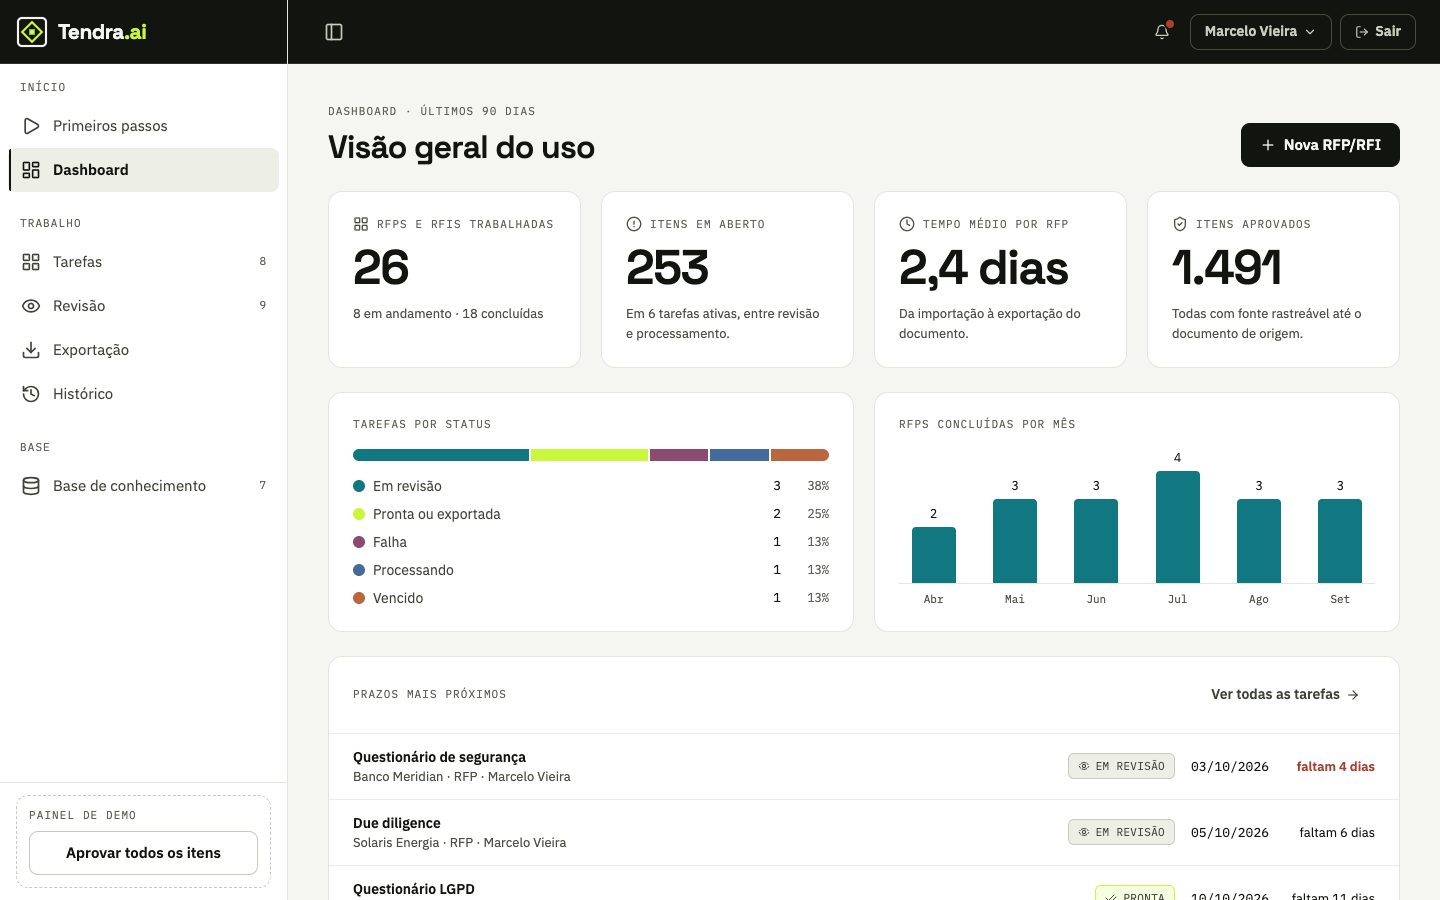 Tendra.ai
Marcelo Vieira
Sair
INÍCIO
Primeiros passos
Dashboard
TRABALHO
Tarefas 8
Revisão 9
Exportação
Histórico
BASE
Base de conhecimento 7
PAINEL DE DEMO
Aprovar todos os itens
DASHBOARD · ÚLTIMOS 90 DIAS
Visão geral do uso
Nova RFP/RFI
RFPS E RFIS TRABALHADAS
26
8 em andamento · 18 concluídas
ITENS EM ABERTO
253
Em 6 tarefas ativas, entre revisão
e processamento.
TEMPO MÉDIO POR RFP
2,4 dias
Da importação à exportação do
documento.
ITENS APROVADOS
1.491
Todas com fonte rastreável até o
documento de origem.
TAREFAS POR STATUS
Em revisão 3 38%
Pronta ou exportada 2 25%
Falha 1 13%
Processando 1 13%
Vencido 1 13%
RFPS CONCLUÍDAS POR MÊS
2 3 3 4 3 3
Abr Mai Jun Jul Ago Set
PRAZOS MAIS PRÓXIMOS
Ver todas as tarefas
Questionário de segurança
Banco Meridian · RFP · Marcelo Vieira
EM REVISÃO 03/10/2026 faltam 4 dias
Due diligence
Solaris Energia · RFP · Marcelo Vieira
EM REVISÃO 05/10/2026 faltam 6 dias
Questionário LGPD
PRONTA 10/10/2026 faltam 11 dias